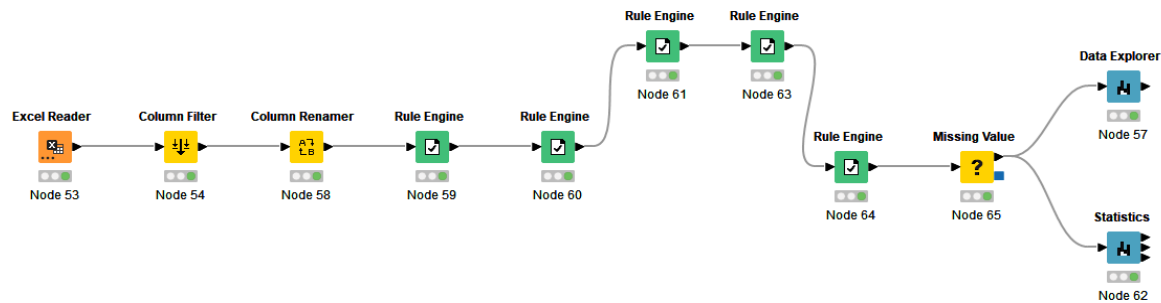 Rule Engine
Rule Engine
Node 61
Node 63
Data Explorer
Node 57
Excel Reader
Column Filter
Column Renamer
Rule Engine
Rule Engine
Node 53
Node 54
Node 58
Node 59
Node 60
Rule Engine
Missing Value
?
Node 64
Node 65
Statistics
Node 62